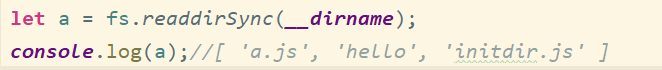 let a = fs.readdirSync(__dirname);
console.log(a);//[ 'a.js', 'hello', 'initdir.js' ]